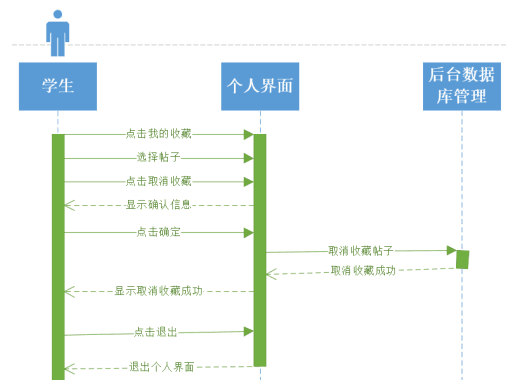 学生
个人界面
后台数据
库管理
点击我的收藏
选择帖子
点击取消收藏
显示确认信息
点击确定
取消收藏帖子
取消收藏成功
显示取消收藏成功
点击退出
退出个人界面